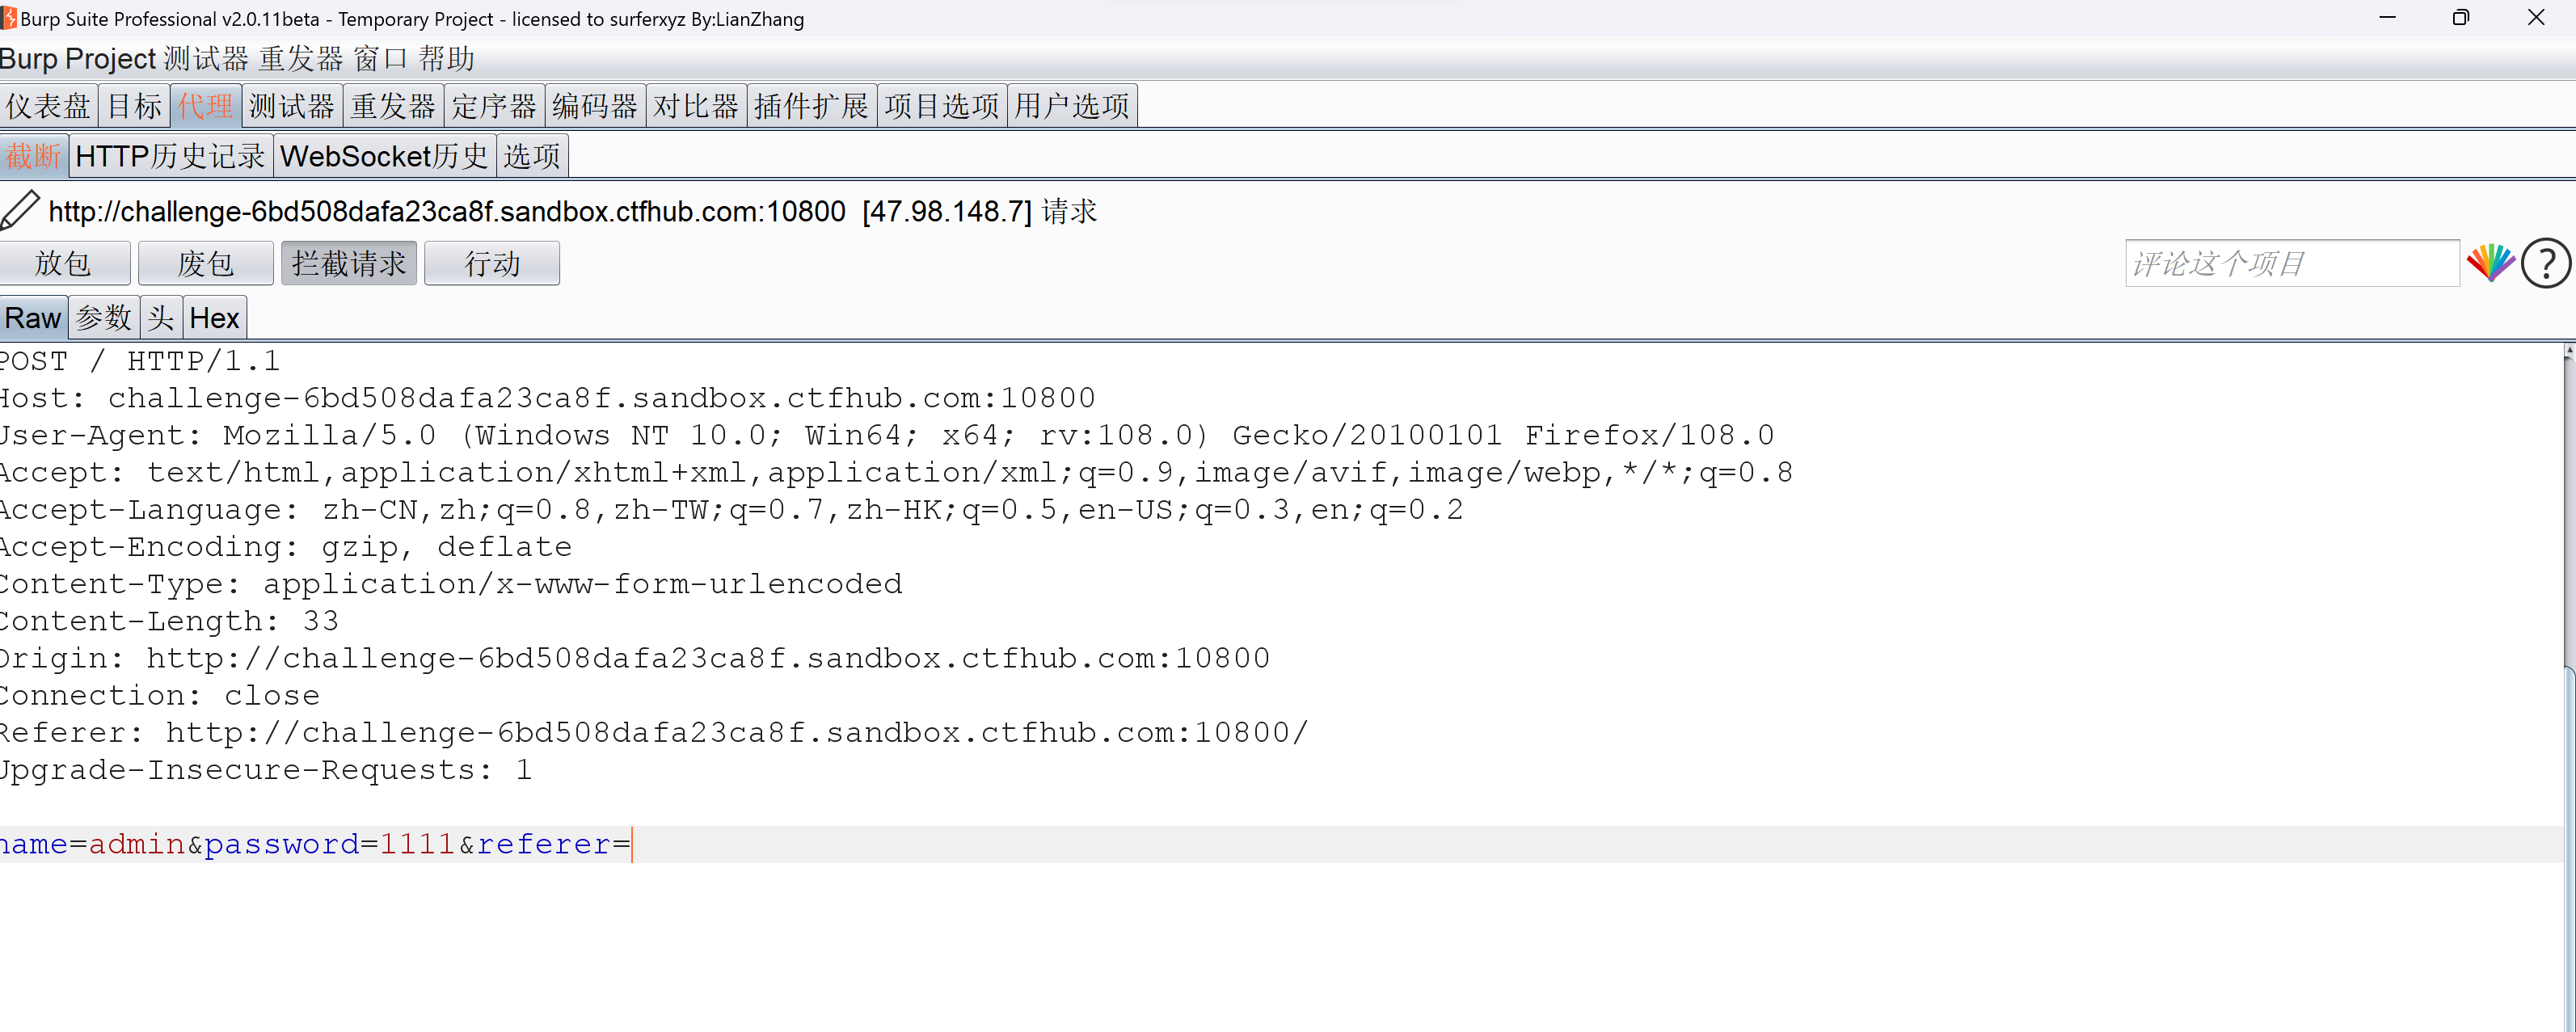 Burp Suite Professional v2.0.11beta - Temporary Project - licensed to surferxyz By:LianZhang
Burp Project 测试器 重发器 窗口 帮助
仪表盘 目标 代理 测试器 重发器 定序器 编码器 对比器 插件扩展 项目选项 用户选项
截断 HTTP历史记录 WebSocket历史 选项
http://challenge-6bd508dafa23ca8f.sandbox.ctfhub.com:10800 [47.98.148.7] 请求
放包 废包 拦截请求 行动 评论这个项目 ?
Raw 参数 头 Hex
POST / HTTP/1.1
Host: challenge-6bd508dafa23ca8f.sandbox.ctfhub.com:10800
User-Agent: Mozilla/5.0 (Windows NT 10.0; Win64; x64; rv:108.0) Gecko/20100101 Firefox/108.0
Accept: text/html,application/xhtml+xml,application/xml;q=0.9,image/avif,image/webp,*/*;q=0.8
Accept-Language: zh-CN,zh;q=0.8,zh-TW;q=0.7,zh-HK;q=0.5,en-US;q=0.3,en;q=0.2
Accept-Encoding: gzip, deflate
Content-Type: application/x-www-form-urlencoded
Content-Length: 33
Origin: http://challenge-6bd508dafa23ca8f.sandbox.ctfhub.com:10800
Connection: close
Referer: http://challenge-6bd508dafa23ca8f.sandbox.ctfhub.com:10800/
Upgrade-Insecure-Requests: 1
name=admin&password=1111&referer=